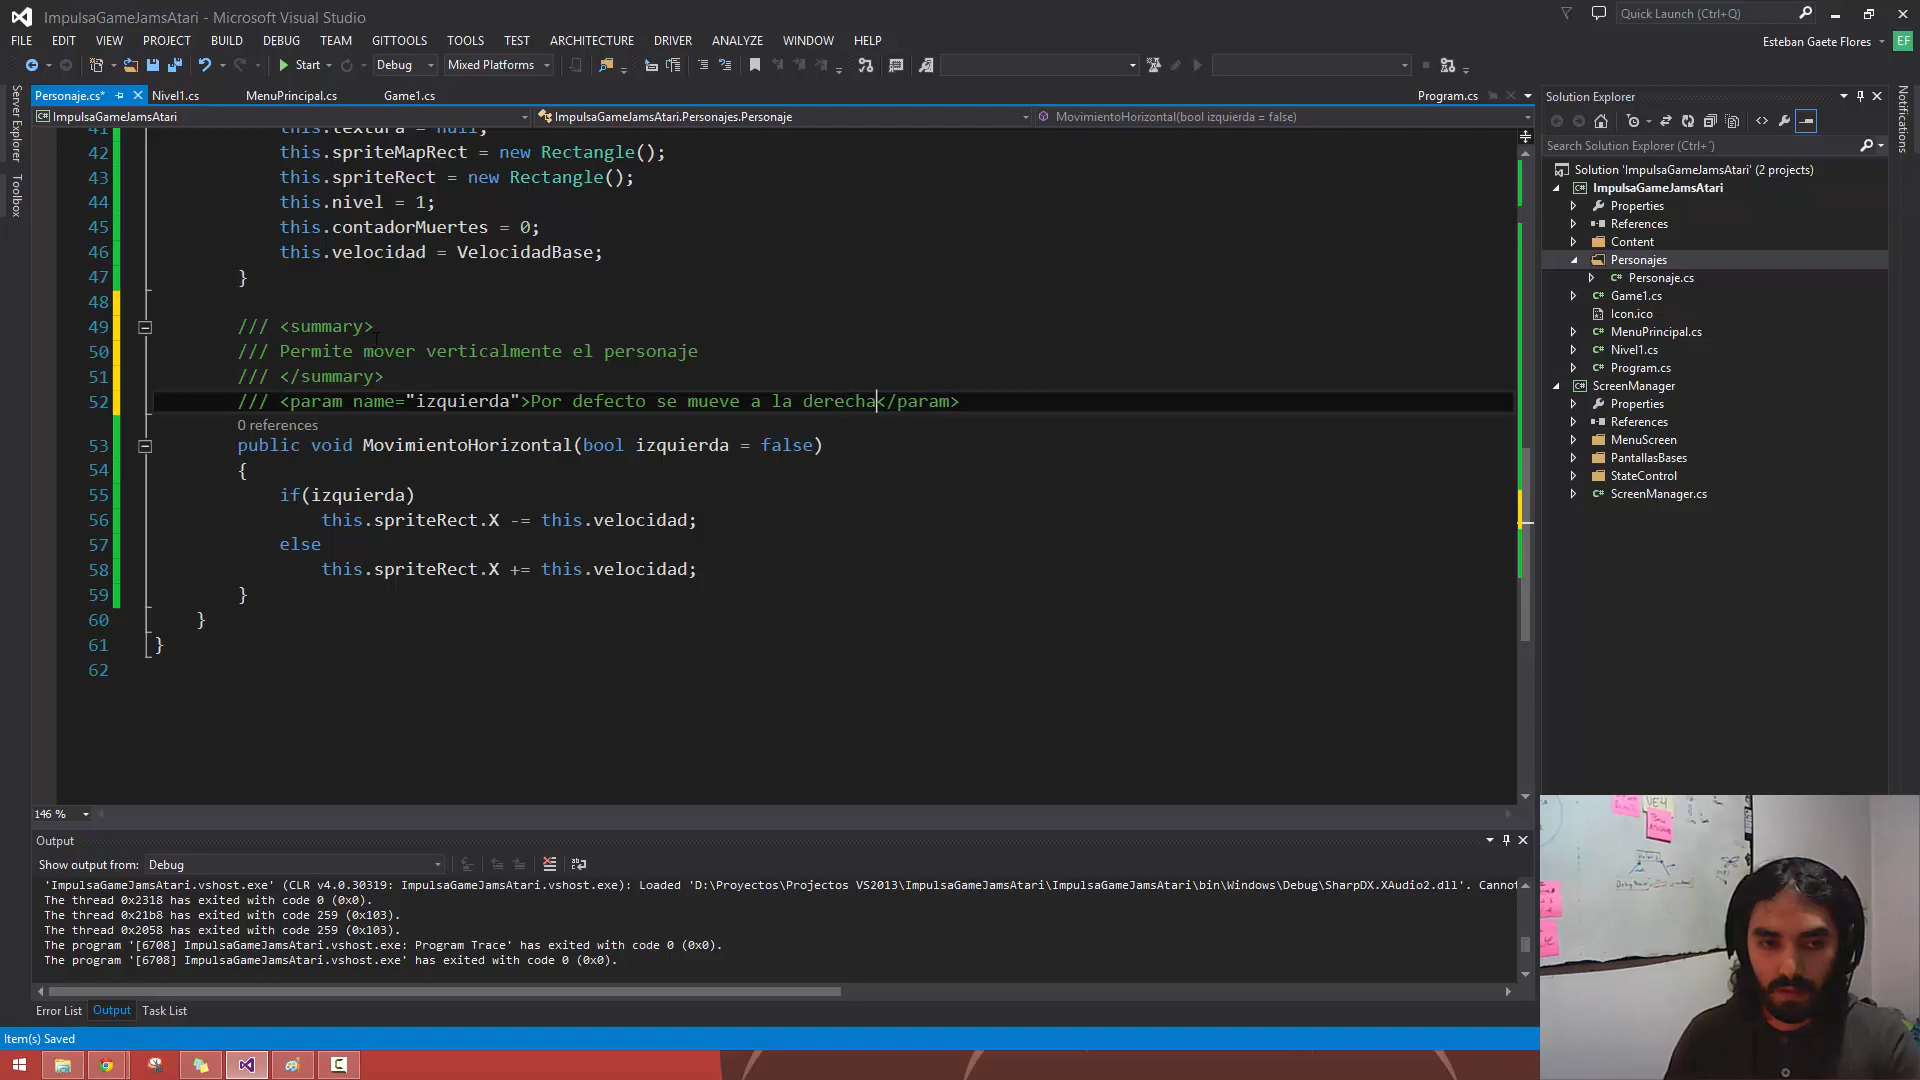 ImpulsaGameJamsAtari - Microsoft Visual Studio
Quick Launch (Ctrl+Q)
FILE EDIT VIEW PROJECT BUILD DEBUG TEAM GITTOOLS TOOLS TEST ARCHITECTURE DRIVER ANALYZE WINDOW HELP
Esteban Gaete Flores EF
Start Debug Mixed Platforms
Personaje.cs* Nivel1.cs MenuPrincipal.cs Game1.cs Program.cs
ImpulsaGameJamsAtari ImpulsaGameJamsAtari.Personajes.Personaje MovimientoHorizontal(bool izquierda = false)
Server Explorer
Toolbox
41 this.textura = null;
42 this.spriteMapRect = new Rectangle();
43 this.spriteRect = new Rectangle();
44 this.nivel = 1;
45 this.contadorMuertes = 0;
46 this.velocidad = VelocidadBase;
47 }
48
49 /// <summary>
50 /// Permite mover verticalmente el personaje
51 /// </summary>
52 /// <param name="izquierda">Por defecto se mueve a la derecha</param>
0 references
53 public void MovimientoHorizontal(bool izquierda = false)
54 {
55 if(izquierda)
56 this.spriteRect.X -= this.velocidad;
57 else
58 this.spriteRect.X += this.velocidad;
59 }
60 }
61 }
62
146 %
Solution Explorer
Search Solution Explorer (Ctrl+´)
Solution 'ImpulsaGameJamsAtari' (2 projects)
ImpulsaGameJamsAtari
Properties
References
Content
Personajes
Personaje.cs
Game1.cs
Icon.ico
MenuPrincipal.cs
Nivel1.cs
Program.cs
ScreenManager
Properties
References
MenuScreen
PantallasBases
StateControl
ScreenManager.cs
Notifications
Output
Show output from: Debug
'ImpulsaGameJamsAtari.vshost.exe' (CLR v4.0.30319: ImpulsaGameJamsAtari.vshost.exe): Loaded 'D:\Proyectos\Projectos VS2013\ImpulsaGameJamsAtari\ImpulsaGameJamsAtari\bin\Windows\Debug\SharpDX.XAudio2.dll'. Cannot
The thread 0x2318 has exited with code 0 (0x0).
The thread 0x21b8 has exited with code 259 (0x103).
The thread 0x2058 has exited with code 259 (0x103).
The program '[6708] ImpulsaGameJamsAtari.vshost.exe: Program Trace' has exited with code 0 (0x0).
The program '[6708] ImpulsaGameJamsAtari.vshost.exe' has exited with code 0 (0x0).
Error List Output Task List
Item(s) Saved